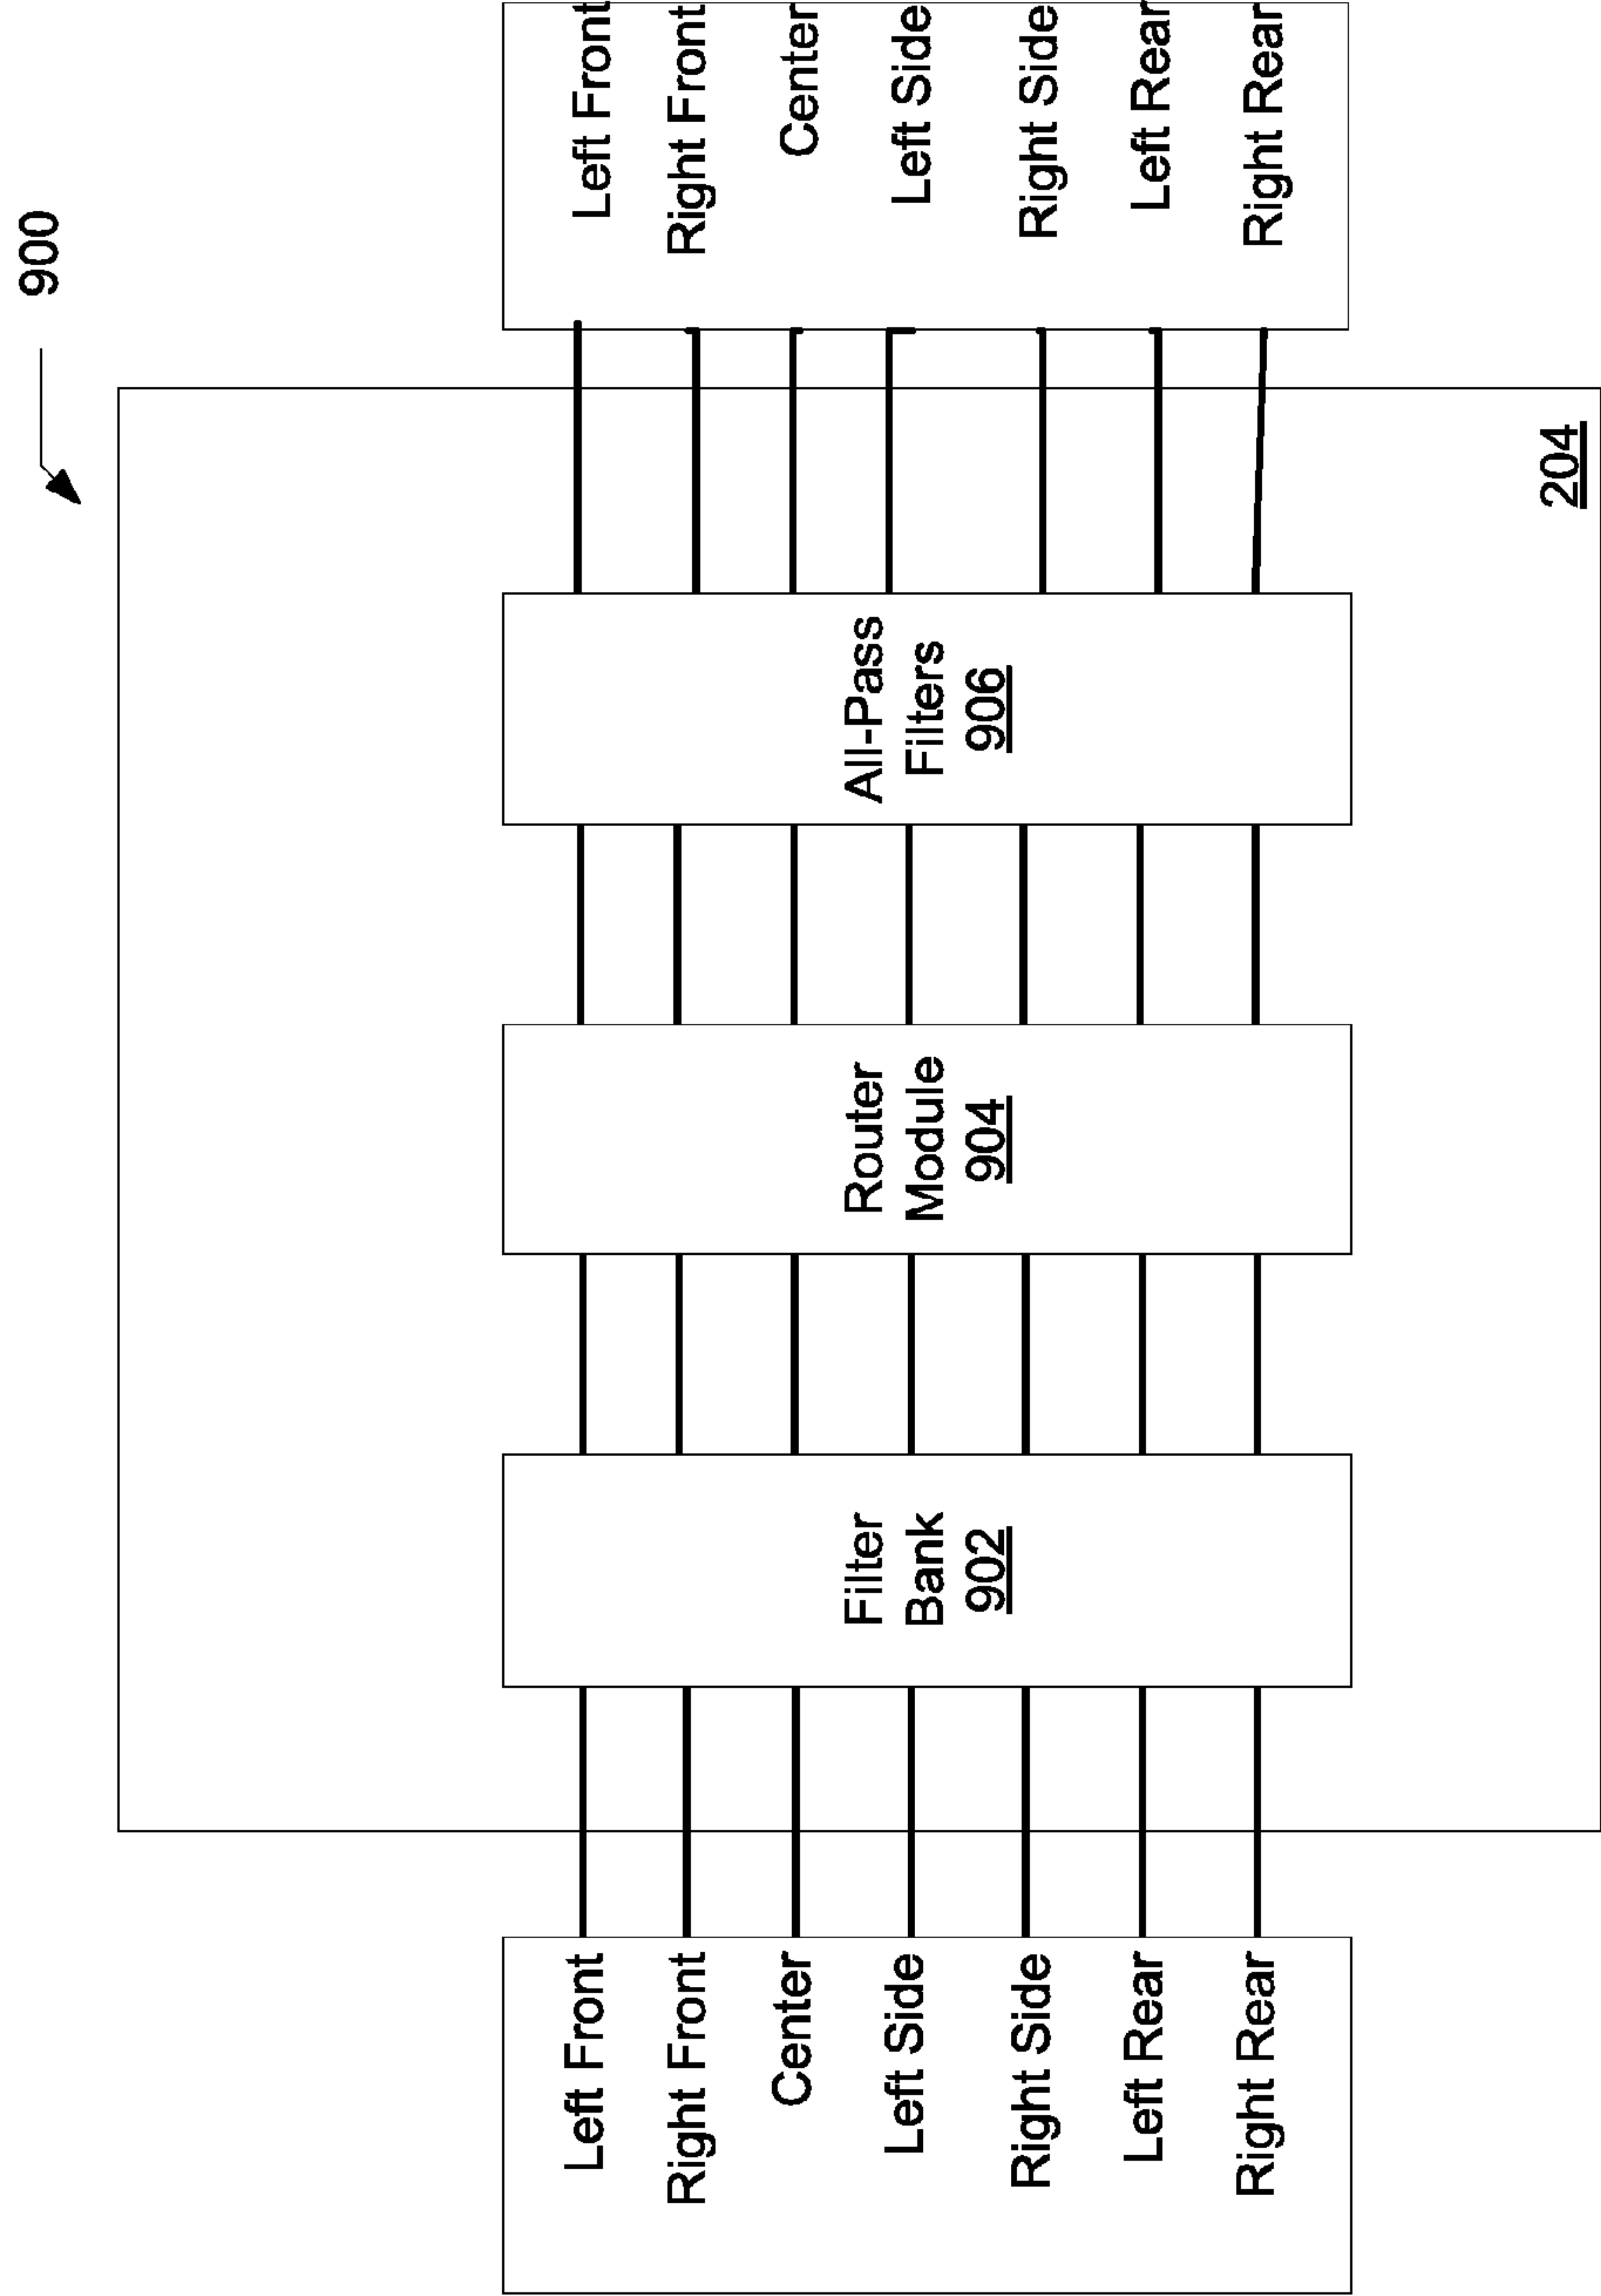 900
Left Front
Right Front
Center
Left Side
Right Side
Left Rear
Right Rear
Filter
Bank
902
Router
Module
904
All-Pass
Filters
906
Left Front
Right Front
Center
Left Side
Right Side
Left Rear
Right Rear
204